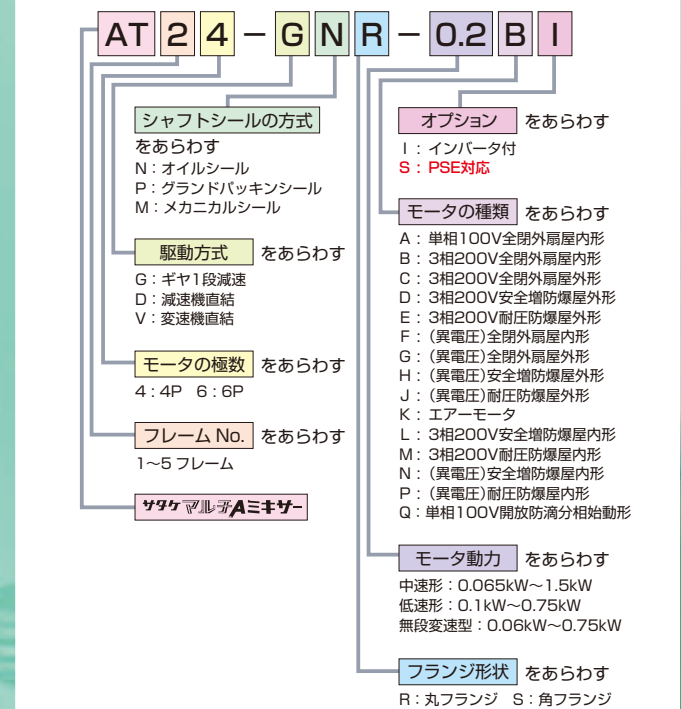 AT24-GNR-0.2BI
シャフトシールの方式
をあらわす
N：オイルシール
P：グランドパッキンシール
M：メカニカルシール
駆動方式 をあらわす
G：ギヤ1段減速
D：減速機直結
V：変速機直結
モータの極数 をあらわす
4：4P 6：6P
フレーム No. をあらわす
1～5 フレーム
サタケマルチAミキサー
オプション をあらわす
I：インバータ付
S：PSE対応
モータの種類 をあらわす
A：単相100V全閉外扇屋内形
B：3相200V全閉外扇屋内形
C：3相200V全閉外扇屋外形
D：3相200V安全増防爆屋外形
E：3相200V耐圧防爆屋外形
F：(異電圧)全閉外扇屋内形
G：(異電圧)全閉外扇屋外形
H：(異電圧)安全増防爆屋外形
J：(異電圧)耐圧防爆屋外形
K：エアーモータ
L：3相200V安全増防爆屋内形
M：3相200V耐圧防爆屋内形
N：(異電圧)安全増防爆屋内形
P：(異電圧)耐圧防爆屋内形
Q：単相100V開放防滴分相始動形
モータ動力 をあらわす
中速形：0.065kW～1.5kW
低速形：0.1kW～0.75kW
無段変速型：0.06kW～0.75kW
フランジ形状 をあらわす
R：丸フランジ S：角フランジ